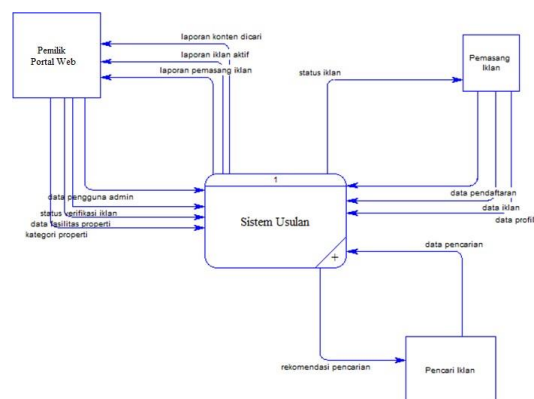 laporan konten dicari
Pemilik
Portal Web
laporan iklan aktif
laporan pemasang iklan
status iklan
Pemasang
Iklan
1
data pengguna admin
status verifikasi iklan
data fasilitas properti
kategori properti
Sistem Usulan
+
data pendaftaran
data iklan
data profil
data pencarian
rekomendasi pencarian
Pencari Iklan